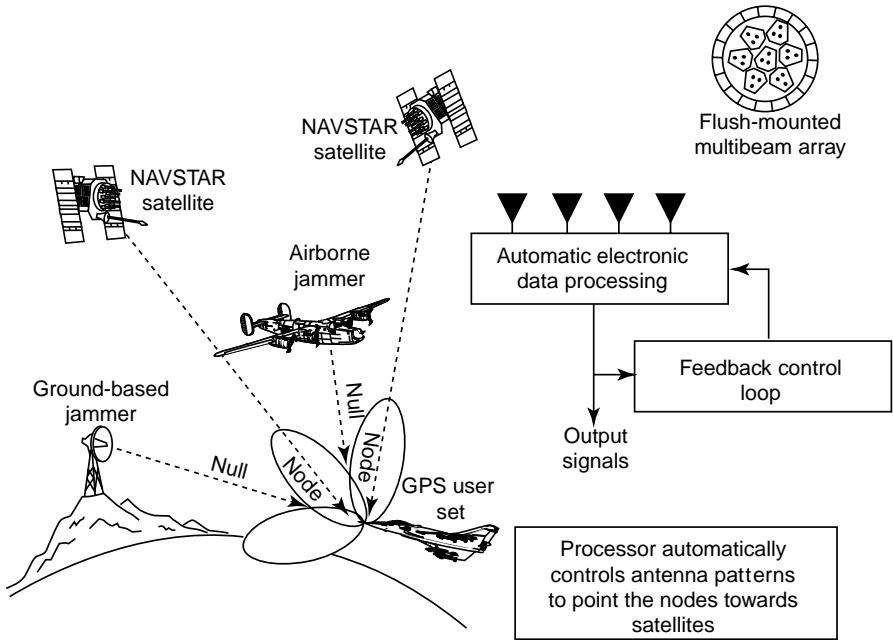 Flush-mounted
multibeam array
NAVSTAR
satellite
NAVSTAR
satellite
Automatic electronic
data processing
Airborne
jammer
Feedback control
loop
Ground-based
jammer
Null
Null
Node
Node
Output
signals
GPS user
set
Processor automatically
controls antenna patterns
to point the nodes towards
satellites